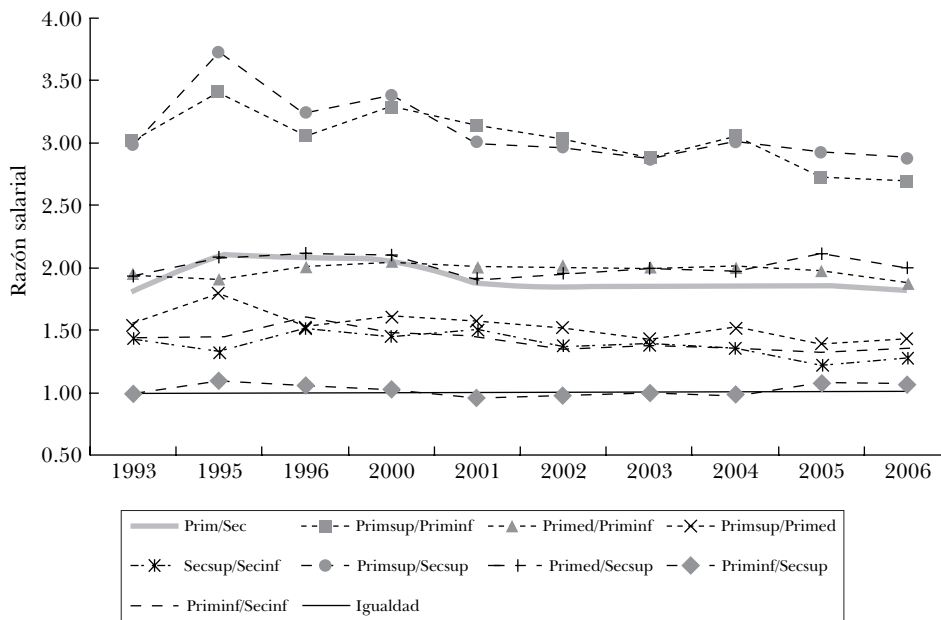 4.00
3.50
3.00
2.50
2.00
1.50
1.00
0.50
Razón salarial
1993 1995 1996 2000 2001 2002 2003 2004 2005 2006
Prim/Sec Primsup/Priminf Primed/Priminf Primsup/Primed
Secsup/Secinf Primsup/Secsup Primed/Secsup Priminf/Secsup
Priminf/Secinf Igualdad